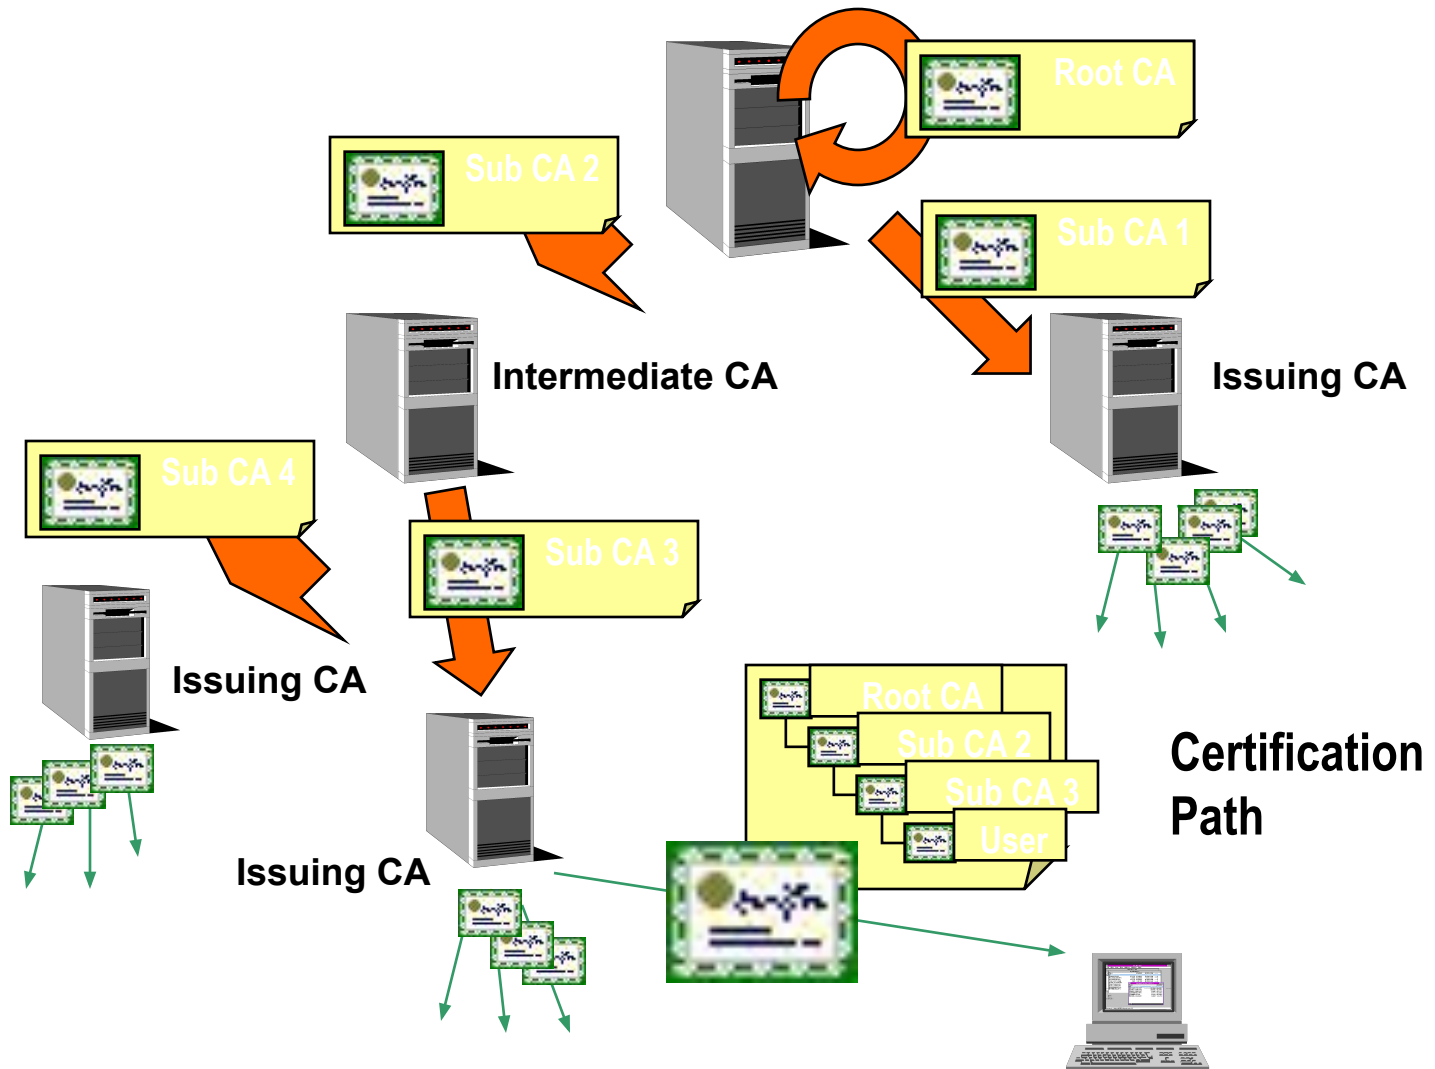 Root CA
Sub CA 2
Sub CA 1
Intermediate CA
Issuing CA
Sub CA 4
Sub CA 3
Issuing CA
Root CA
Sub CA 2
Sub CA 3
User
Certification
Path
Issuing CA